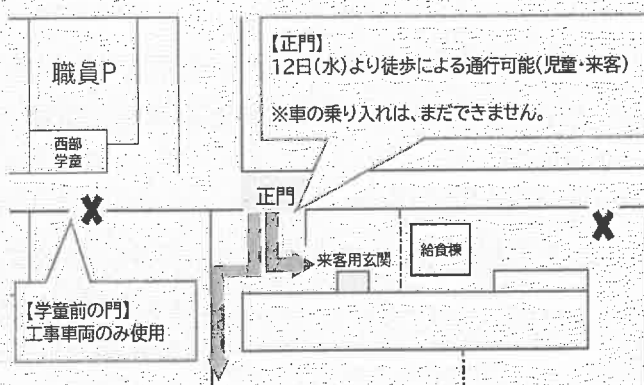 【正門】
12日(水)より徒歩による通行可能(児童・来客)
※車の乗り入れは、まだできません。
職員P
西部
学童
正門
来客用玄関
給食棟
【学童前の門】
工事車両のみ使用